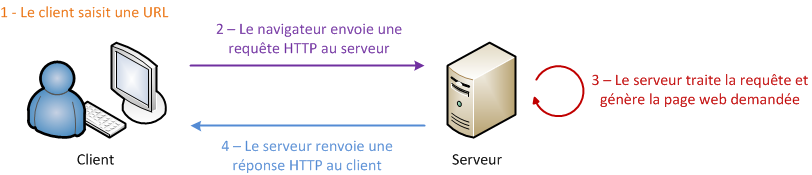 1 - Le client saisit une URL
2 – Le navigateur envoie une
requête HTTP au serveur
3 – Le serveur traite la requête et
génère la page web demandée
4 – Le serveur renvoie une
réponse HTTP au client
Client
Serveur